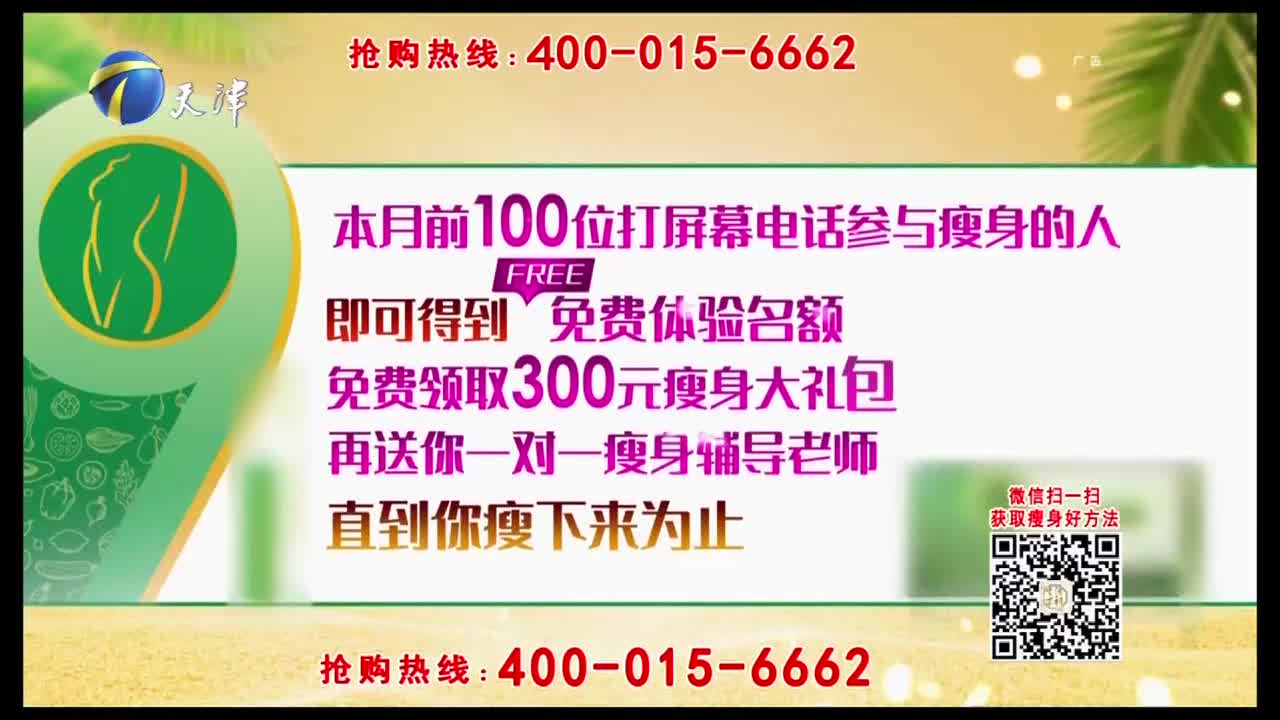 抢购热线:400-015-6662
天津
广告
本月前100位打屏幕电话参与瘦身的人
FREE
即可得到 免费体验名额
免费领取300元瘦身大礼包
再送你一对一瘦身辅导老师
直到你瘦下来为止
微信扫一扫
获取瘦身好方法
抢购热线:400-015-6662